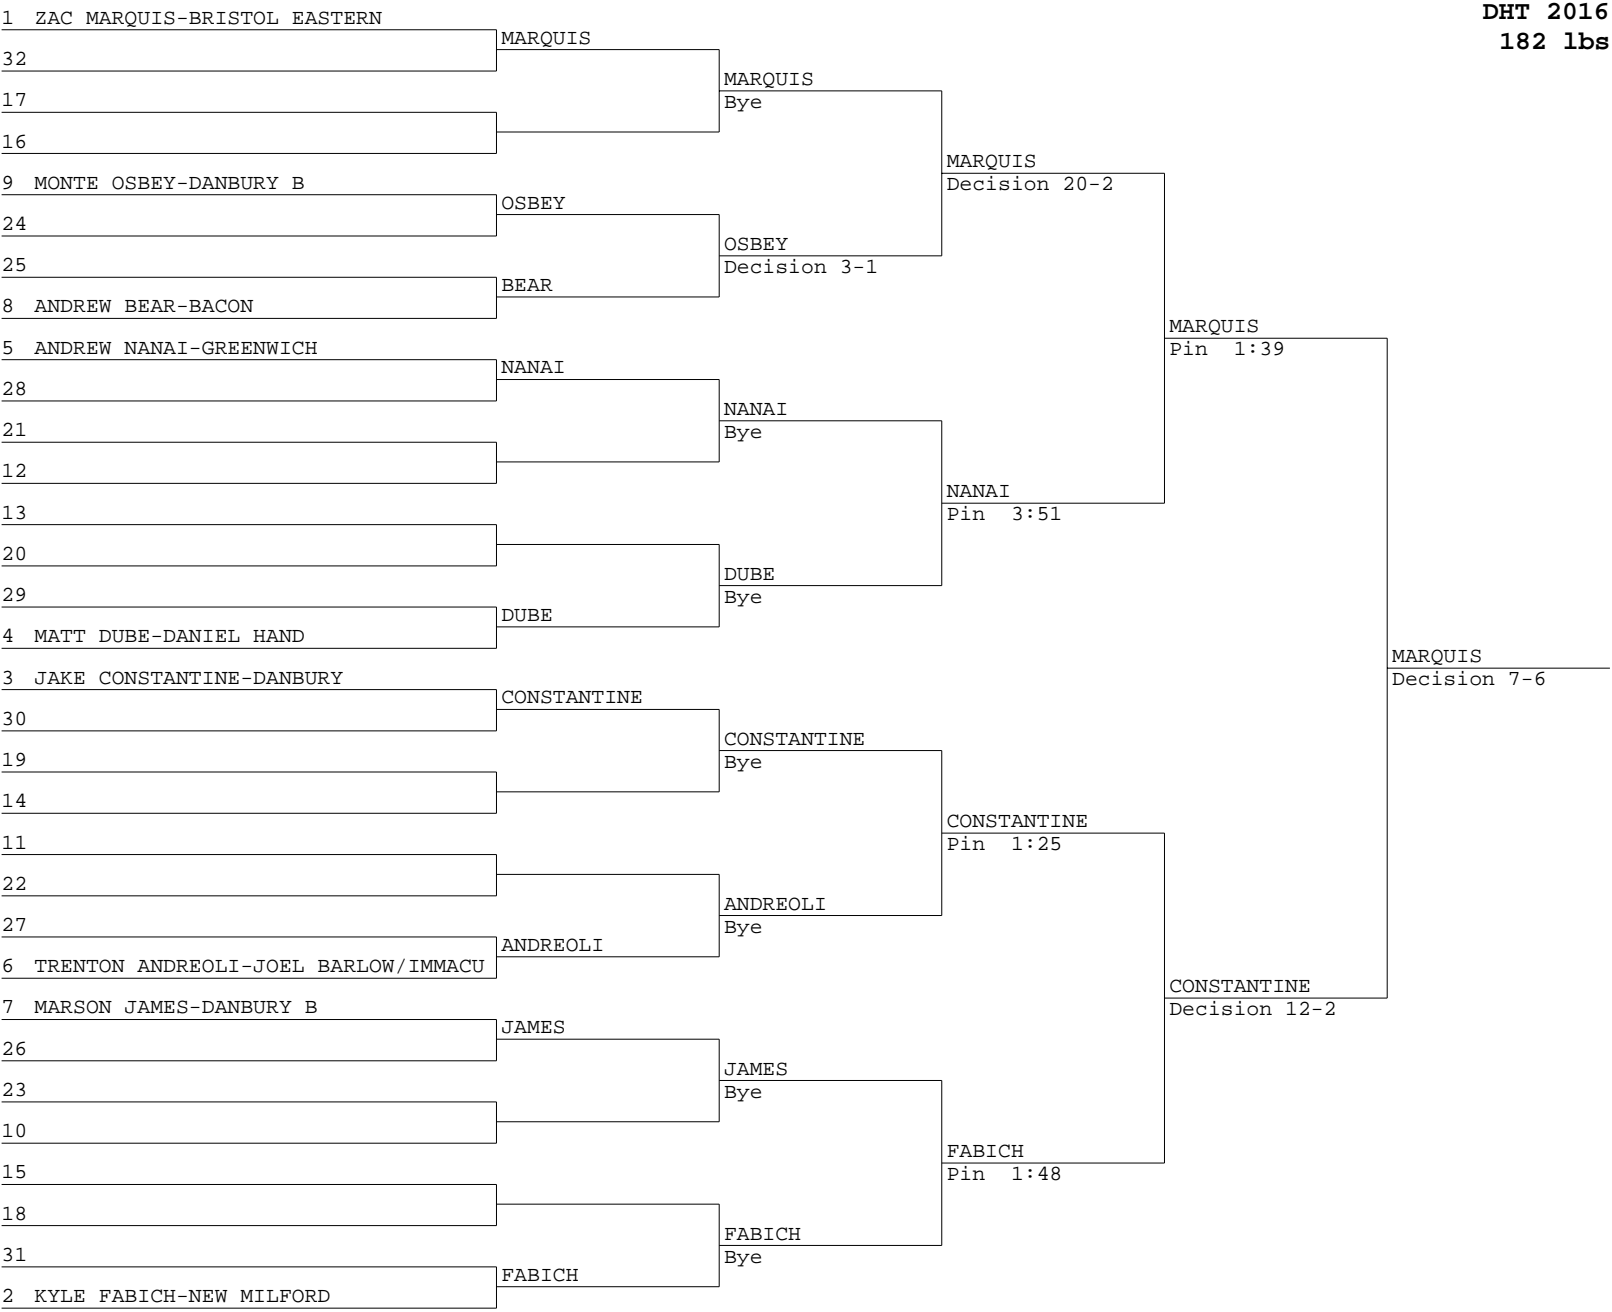 DHT 2016
182 lbs
1 ZAC MARQUIS-BRISTOL EASTERN
32
17
16
9 MONTE OSBEY-DANBURY B
24
25
8 ANDREW BEAR-BACON
5 ANDREW NANAI-GREENWICH
28
21
12
13
20
29
4 MATT DUBE-DANIEL HAND
3 JAKE CONSTANTINE-DANBURY
30
19
14
11
22
27
6 TRENTON ANDREOLI-JOEL BARLOW/IMMACU
7 MARSON JAMES-DANBURY B
26
23
10
15
18
31
2 KYLE FABICH-NEW MILFORD
MARQUIS
OSBEY
BEAR
NANAI
DUBE
CONSTANTINE
ANDREOLI
JAMES
FABICH
MARQUIS
Bye
OSBEY
Decision 3-1
NANAI
Bye
DUBE
Bye
CONSTANTINE
Bye
ANDREOLI
Bye
JAMES
Bye
FABICH
Bye
MARQUIS
Decision 20-2
NANAI
Pin 3:51
CONSTANTINE
Pin 1:25
FABICH
Pin 1:48
MARQUIS
Pin 1:39
CONSTANTINE
Decision 12-2
MARQUIS
Decision 7-6